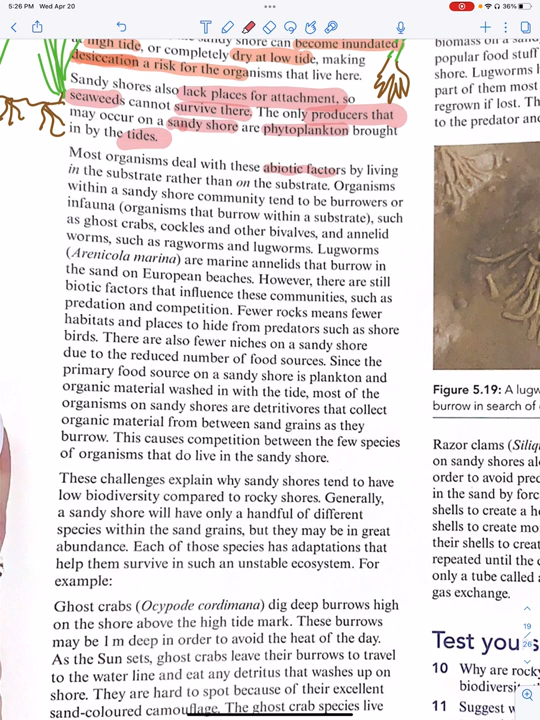 5:26 PM Wed Apr 20
36%
at high tide, or completely dry at low tide, making
desiccation a risk for the organisms that live here.
Sandy shores also lack places for attachment, so
seaweeds cannot survive there. The only producers that
may occur on a sandy shore are phytoplankton brought
in by the tides.
Most organisms deal with these abiotic factors by living
in the substrate rather than on the substrate. Organisms
within a sandy shore community tend to be burrowers or
infauna (organisms that burrow within a substrate), such
as ghost crabs, cockles and other bivalves, and annelid
worms, such as ragworms and lugworms. Lugworms
(Arenicola marina) are marine annelids that burrow in
the sand on European beaches. However, there are still
biotic factors that influence these communities, such as
predation and competition. Fewer rocks means fewer
habitats and places to hide from predators such as shore
birds. There are also fewer niches on a sandy shore
due to the reduced number of food sources. Since the
primary food source on a sandy shore is plankton and
organic material washed in with the tide, most of the
organisms on sandy shores are detritivores that collect
organic material from between sand grains as they
burrow. This causes competition between the few species
of organisms that do live in the sandy shore.
These challenges explain why sandy shores tend to have
low biodiversity compared to rocky shores. Generally,
a sandy shore will have only a handful of different
species within the sand grains, but they may be in great
abundance. Each of those species has adaptations that
help them survive in such an unstable ecosystem. For
example:
Ghost crabs (Ocypode cordimana) dig deep burrows high
on the shore above the high tide mark. These burrows
may be 1 m deep in order to avoid the heat of the day.
As the Sun sets, ghost crabs leave their burrows to travel
to the water line and eat any detritus that washes up on
shore. They are hard to spot because of their excellent
sand-coloured camouflage. The ghost crab species live
popular food stuff
shore. Lugworms
part of them most
regrown if lost. Th
to the predator an
Figure 5.19: A lugw
burrow in search of
Razor clams (Siliq
on sandy shores al
order to avoid pred
in the sand by forc
shells to create a h
shells to create mo
their shells to creat
repeated until the
only a tube called
gas exchange.
19
26
Test you s
10 Why are rocky
biodiversi
11 Suggest w